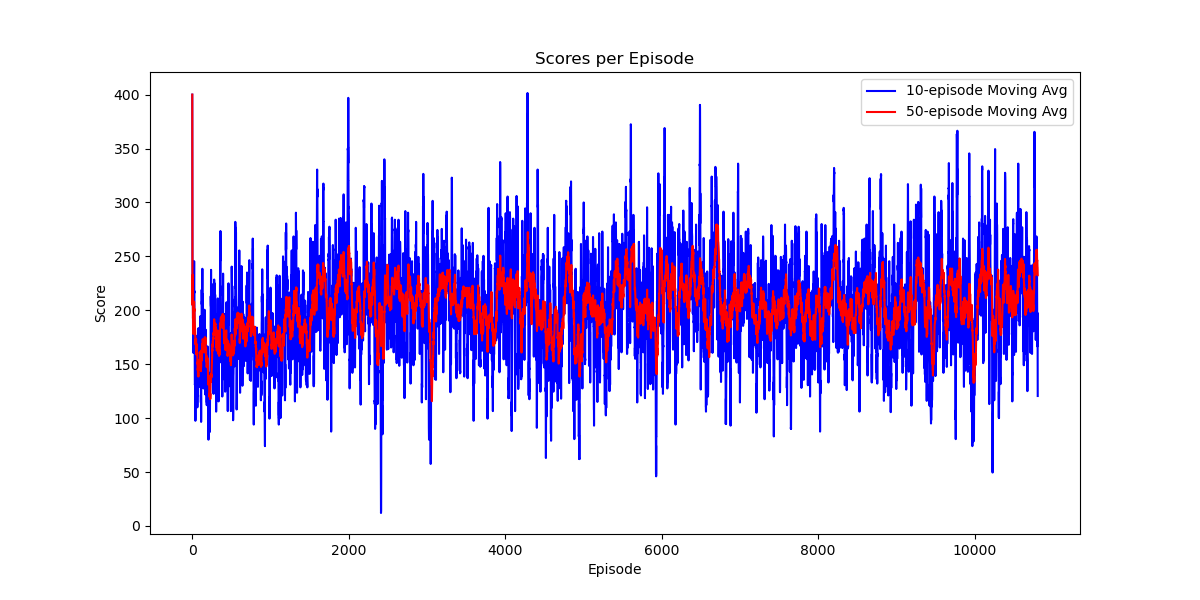 Scores per Episode
10-episode Moving Avg
50-episode Moving Avg
Score
400
350
300
250
200
150
100
50
0
0 2000 4000 6000 8000 10000
Episode